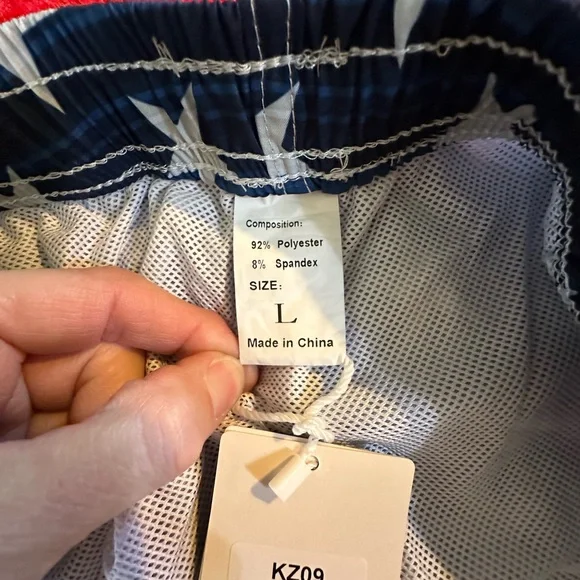 Composition:
92% Polyester
8% Spandex
SIZE:
L
Made in China
KZ09